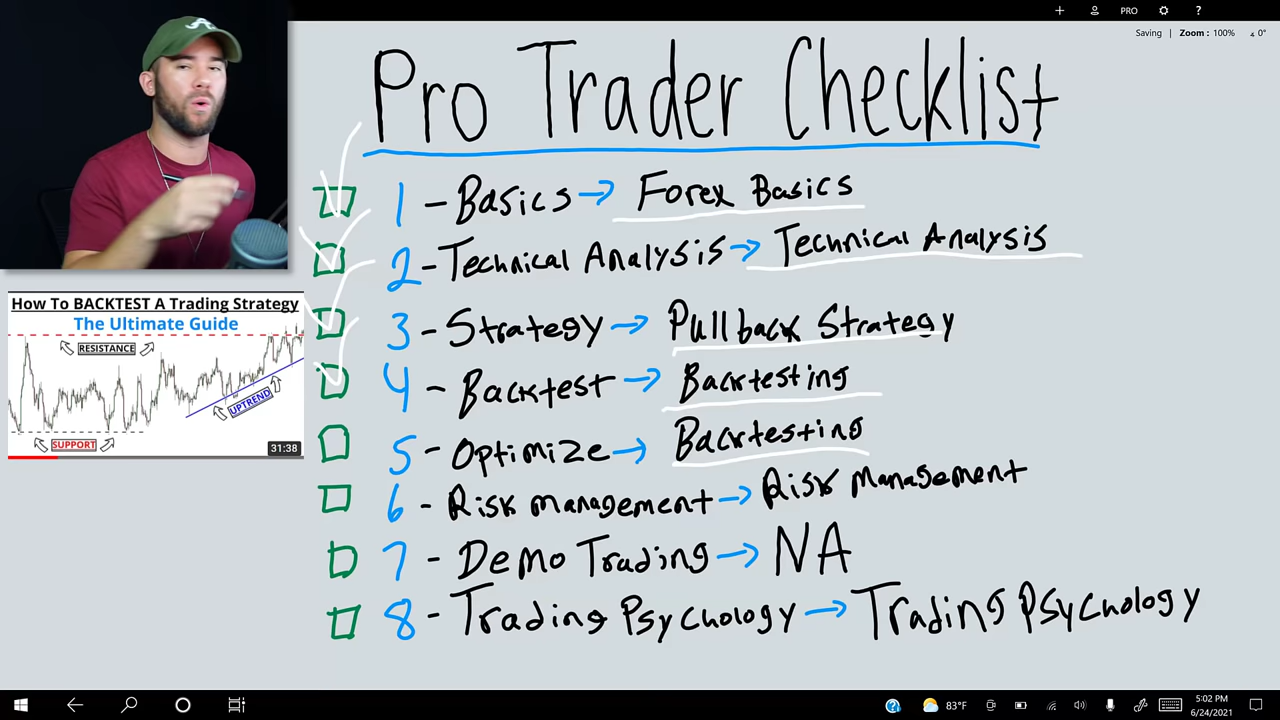 PRO
Saving | Zoom : 100% ∡ 0°
Pro Trader Checklist
1 - Basics → Forex Basics
2 - Technical Analysis → Technical Analysis
3 - Strategy → Pullback Strategy
4 - Backtest → Backtesting
5 - Optimize → Backtesting
6 - Risk Management → Risk Management
7 - Demo Trading → NA
8 - Trading Psychology → Trading Psychology
How To BACKTEST A Trading Strategy
The Ultimate Guide
RESISTANCE
UPTREND
SUPPORT
31:38
83°F
5:02 PM
6/24/2021